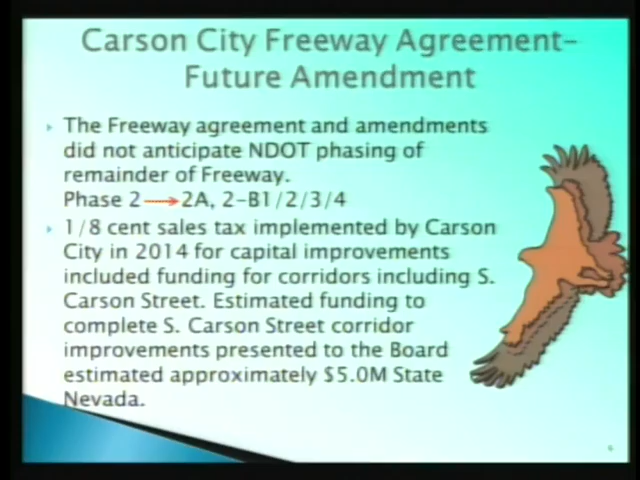 Carson City Freeway Agreement–
Future Amendment
The Freeway agreement and amendments
did not anticipate NDOT phasing of
remainder of Freeway.
Phase 2 → 2A, 2-B1/2/3/4
1/8 cent sales tax implemented by Carson
City in 2014 for capital improvements
included funding for corridors including S.
Carson Street. Estimated funding to
complete S. Carson Street corridor
improvements presented to the Board
estimated approximately $5.0M State
Nevada.